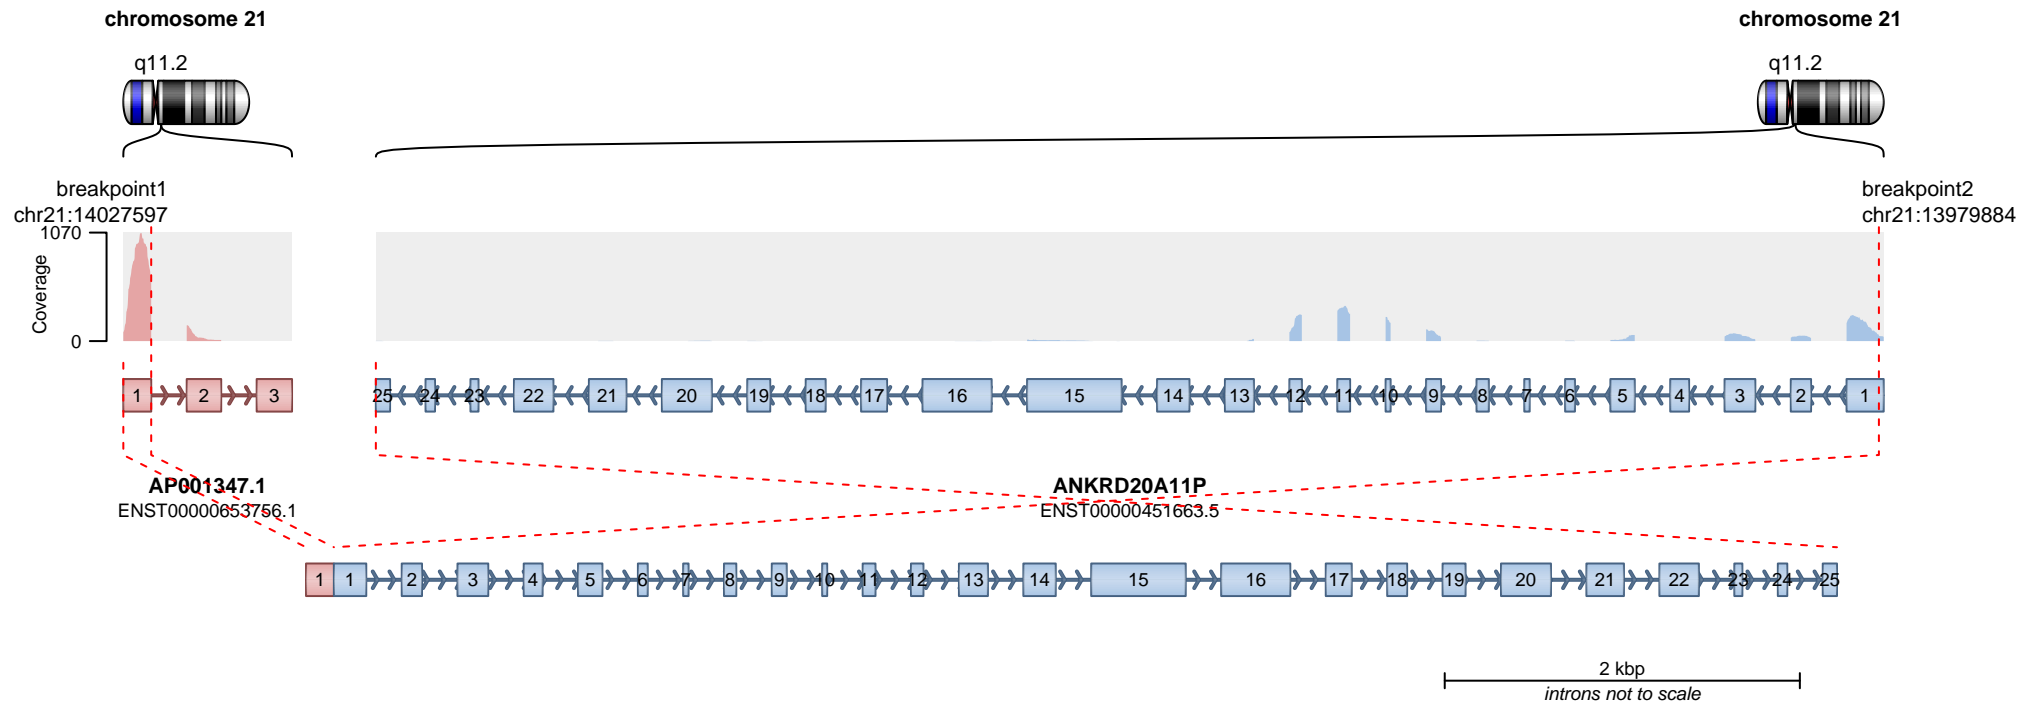 chromosome 21 chromosome 21
q11.2 q11.2
breakpoint1 breakpoint2
chr21:14027597 chr21:13979884
1070
Coverage
0
1 2 3 25 24 23 22 21 20 19 18 17 16 15 14 13 12 11 10 9 8 7 6 5 4 3 2 1
AP001347.1 ANKRD20A11P
ENST00000653756.1 ENST00000451663.5
1 1 2 3 4 5 6 7 8 9 10 11 12 13 14 15 16 17 18 19 20 21 22 23 24 25
2 kbp
introns not to scale